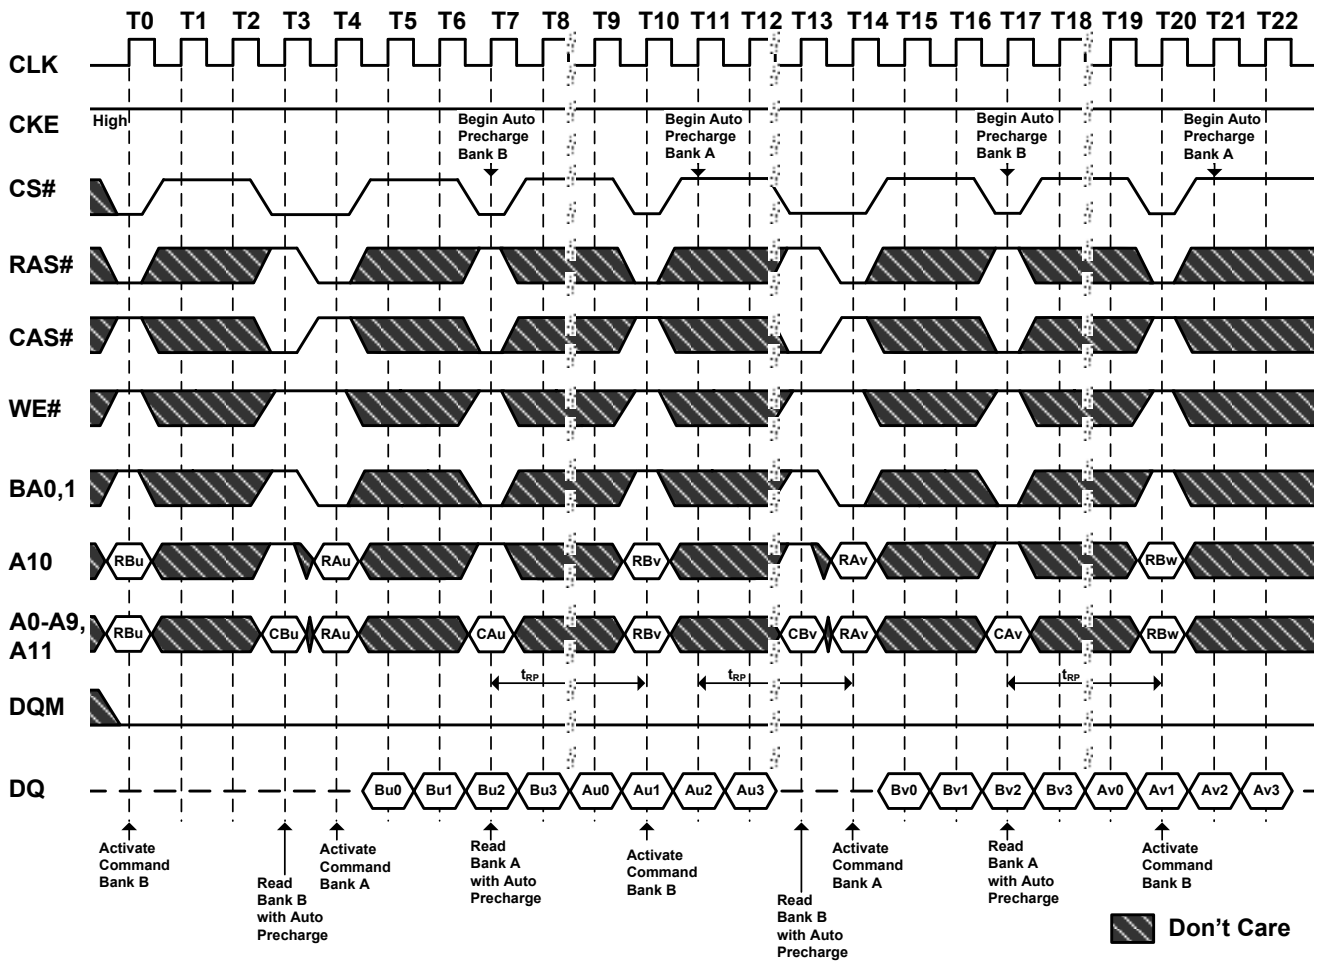 T0 T1 T2 T3 T4 T5 T6 T7 T8 T9 T10 T11 T12 T13 T14 T15 T16 T17 T18 T19 T20 T21 T22
CLK
CKE
High
Begin Auto
Precharge
Bank B
Begin Auto
Precharge
Bank A
Begin Auto
Precharge
Bank B
Begin Auto
Precharge
Bank A
CS#
RAS#
CAS#
WE#
BA0,1
A10
RBu RAu RBv RAv RBw
A0-A9,
A11
RBu CBu RAu CAu RBv CBv RAv CAv RBw
tRP tRP tRP
DQM
DQ
Bu0 Bu1 Bu2 Bu3 Au0 Au1 Au2 Au3 Bv0 Bv1 Bv2 Bv3 Av0 Av1 Av2 Av3
Activate
Command
Bank B
Read
Bank B
with Auto
Precharge
Activate
Command
Bank A
Read
Bank A
with Auto
Precharge
Activate
Command
Bank B
Read
Bank B
with Auto
Precharge
Activate
Command
Bank A
Read
Bank A
with Auto
Precharge
Activate
Command
Bank B
Don't Care